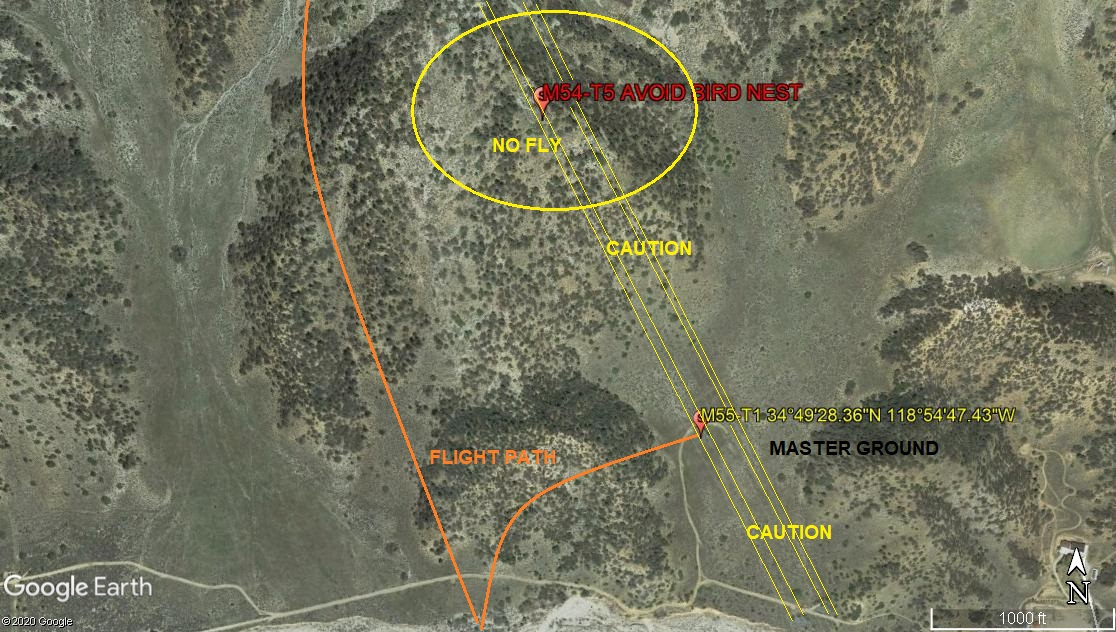 M54-T5 AVOID BIRD NEST
NO FLY
CAUTION
M55-T1 34°49'28.36"N 118°54'47.43"W
MASTER GROUND
FLIGHT PATH
CAUTION
Google Earth
N
©2020 Google
1000 ft